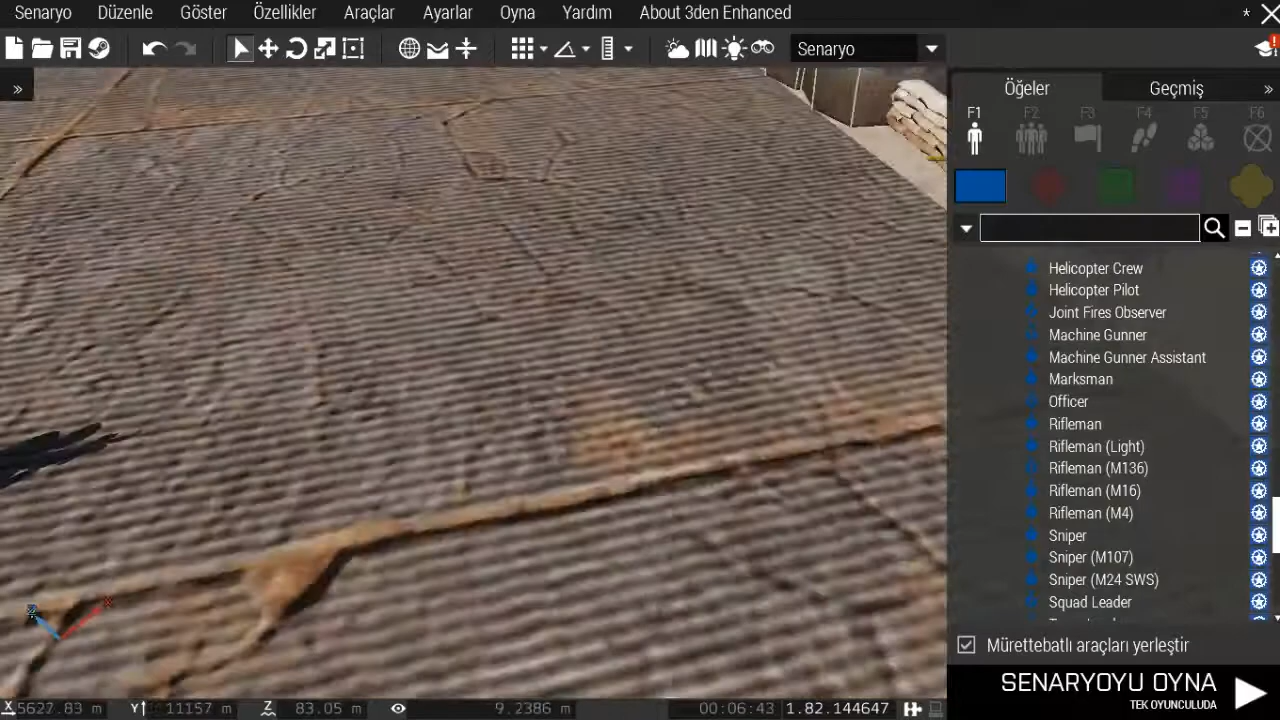 Senaryo Düzenle Göster Özellikler Araçlar Ayarlar Oyna Yardım About 3den Enhanced *
Senaryo
»
Öğeler Geçmiş »
F1 F2 F3 F4 F5 F6
Helicopter Crew
Helicopter Pilot
Joint Fires Observer
Machine Gunner
Machine Gunner Assistant
Marksman
Officer
Rifleman
Rifleman (Light)
Rifleman (M136)
Rifleman (M16)
Rifleman (M4)
Sniper
Sniper (M107)
Sniper (M24 SWS)
Squad Leader
Mürettebatlı araçları yerleştir
SENARYOYU OYNA
TEK OYUNCULUDA
X 5627.83 m Y 11157 m Z 83.05 m 9.2386 m 00:06:43 1.82.144647